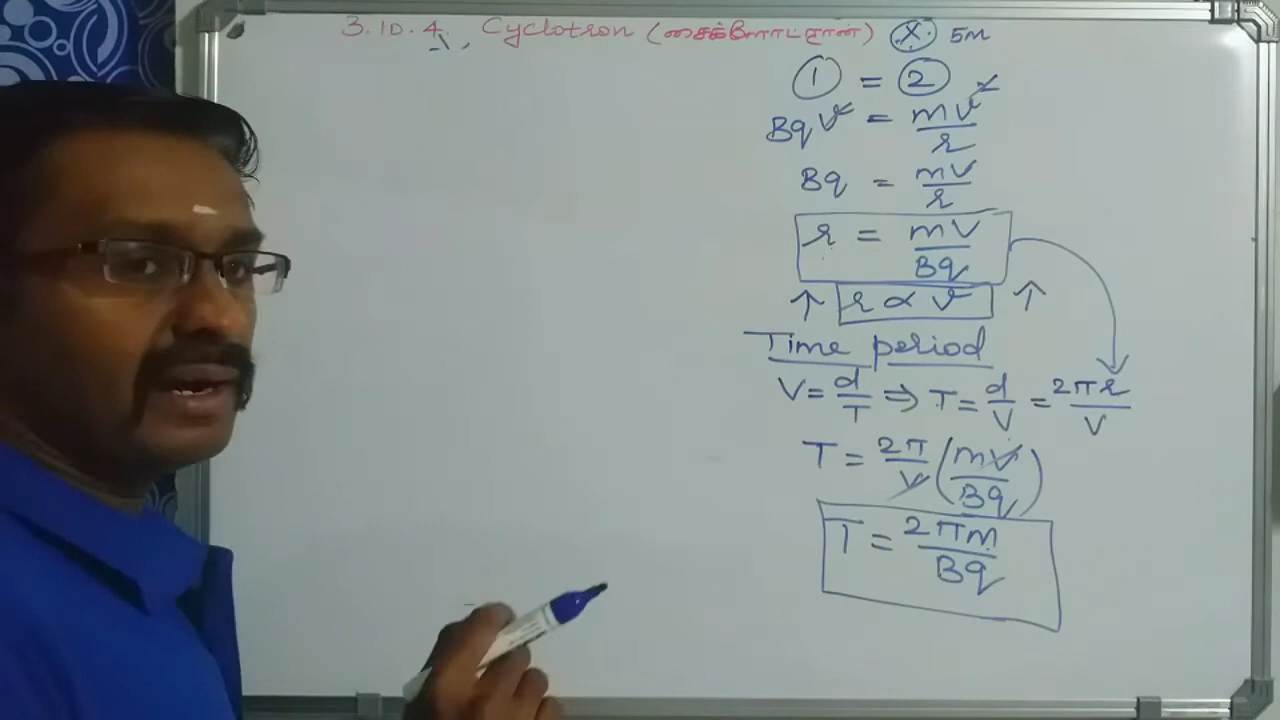 3.10.4, Cyclotron (சைக்ளோட்ரான்) (X) 5m
① = ②
Bqv = mv²/r
Bq = mv/r
r = mv/Bq
↑ r ∝ v ↑
Time period
V = d/T ⇒ T = d/V = 2πr/V
T = 2π/v (mv/Bq)
T = 2πm/Bq